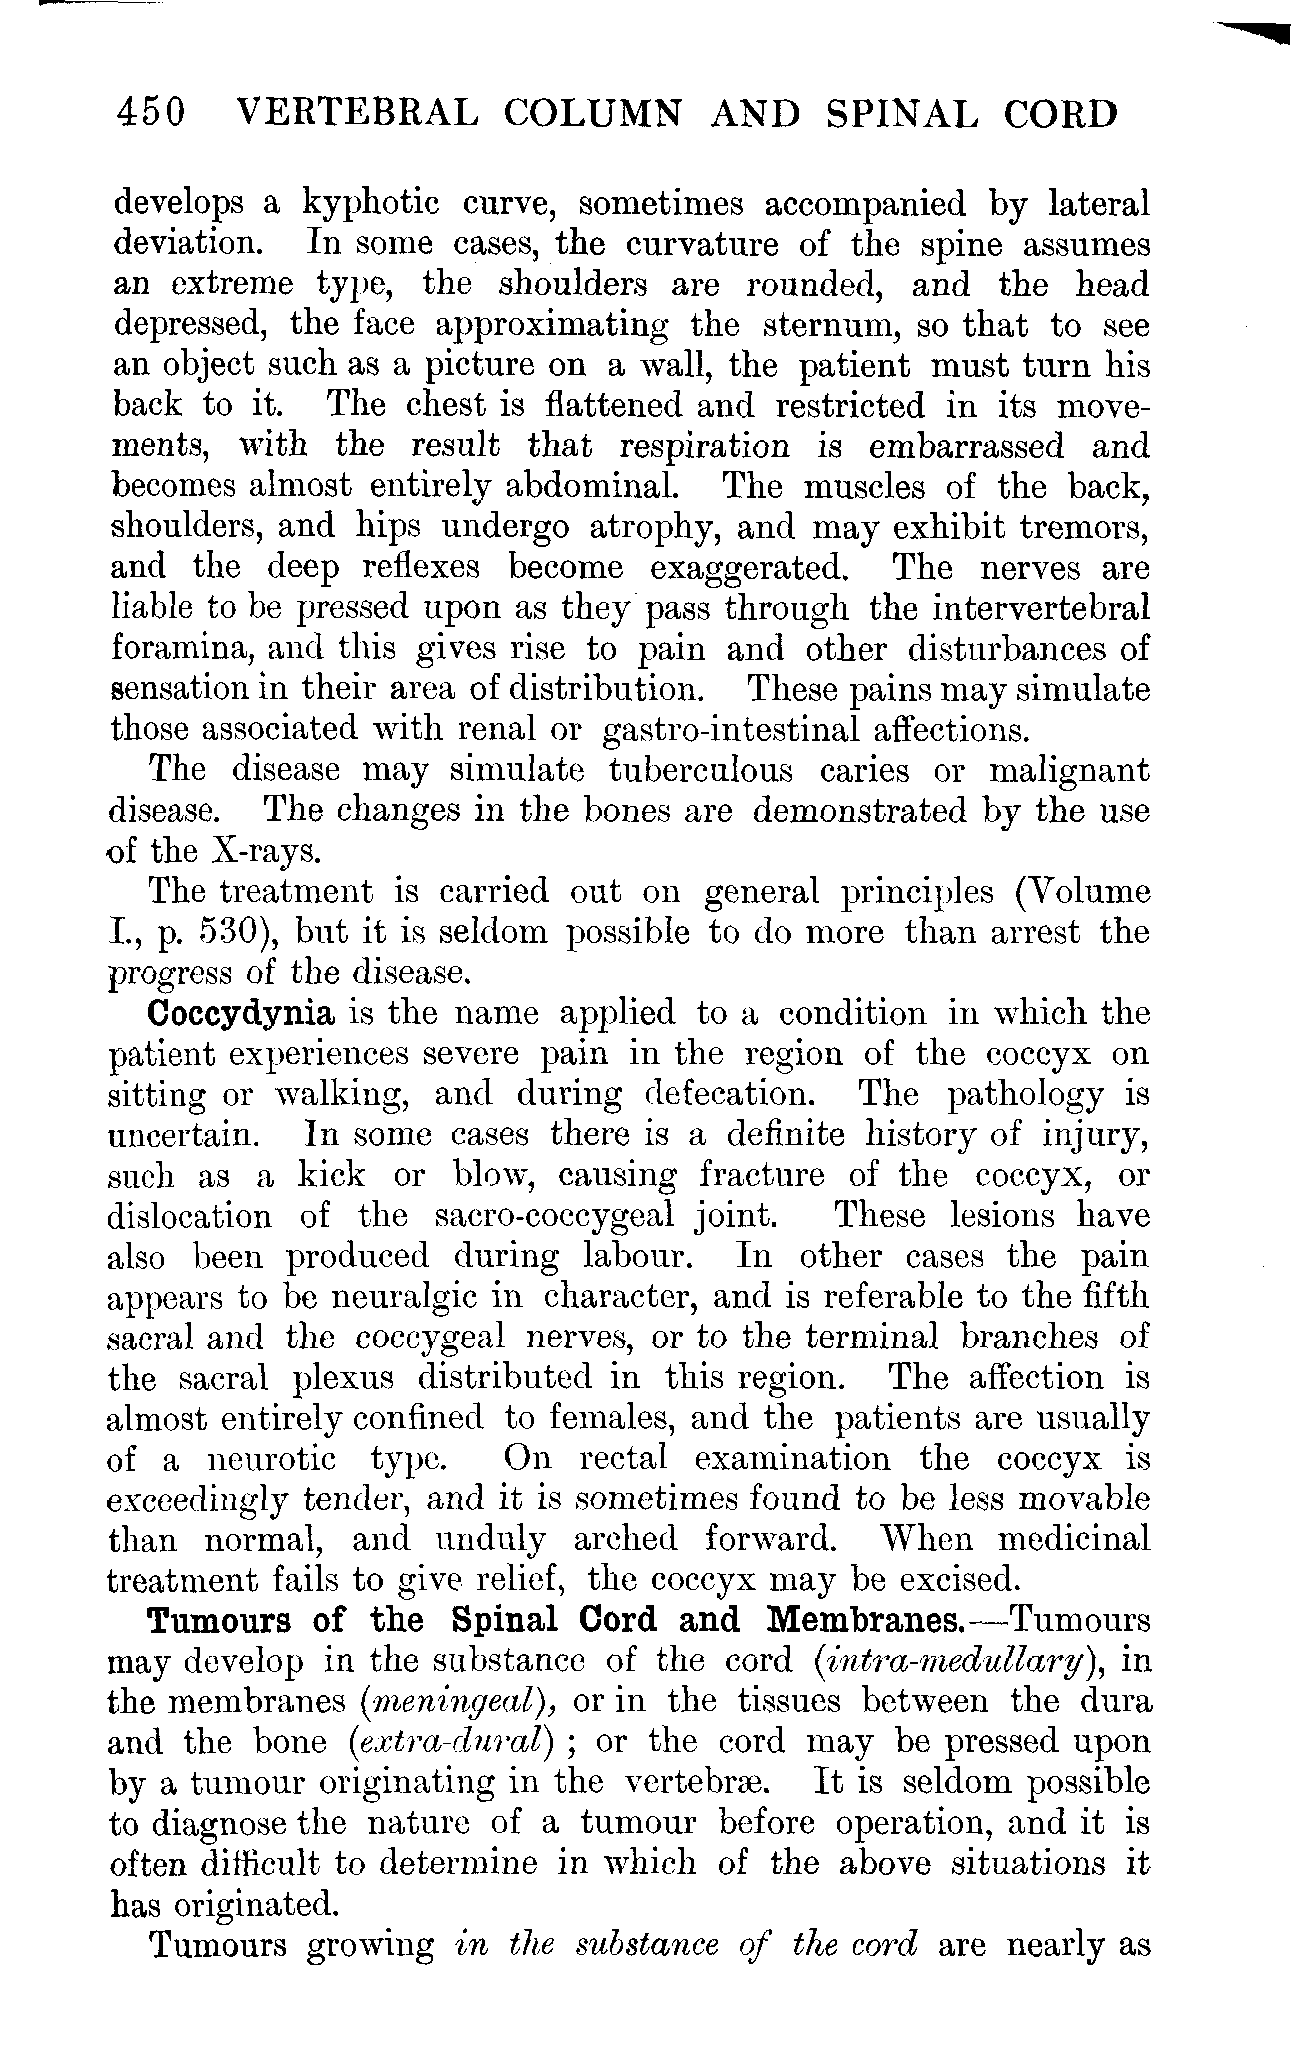 450 VERTEBRAL COLUMN AND SPINAL CORD
develops a kyphotic curve, sometimes accompanied by lateral
deviation. In some cases, the curvature of the spine assumes
an extreme type, the shoulders are rounded, and the head
depressed, the face approximating the sternum, so that to see
an object such as a picture on a wall, the patient must turn his
back to it. The chest is flattened and restricted in its move-
ments, with the result that respiration is embarrassed and
becomes almost entirely abdominal. The muscles of the back,
shoulders, and hips undergo atrophy, and may exhibit tremors,
and the deep reflexes become exaggerated. The nerves are
liable to be pressed upon as they pass through the intervertebral
foramina, and this gives rise to pain and other disturbances of
sensation in their area of distribution. These pains may simulate
those associated with renal or gastro-intestinal affections.
The disease may simulate tuberculous caries or malignant
disease. The changes in the bones are demonstrated by the use
of the X-rays.
The treatment is carried out on general principles (Volume
I., p. 530), but it is seldom possible to do more than arrest the
progress of the disease.
Coccydynia is the name applied to a condition in which the
patient experiences severe pain in the region of the coccyx on
sitting or walking, and during defecation. The pathology is
uncertain. In some cases there is a definite history of injury,
such as a kick or blow, causing fracture of the coccyx, or
dislocation of the sacro-coccygeal joint. These lesions have
also been produced during labour. In other cases the pain
appears to be neuralgic in character, and is referable to the fifth
sacral and the coccygeal nerves, or to the terminal branches of
the sacral plexus distributed in this region. The affection is
almost entirely confined to females, and the patients are usually
of a neurotic type. On rectal examination the coccyx is
exceedingly tender, and it is sometimes found to be less movable
than normal, and unduly arched forward. When medicinal
treatment fails to give relief, the coccyx may be excised.
Tumours of the Spinal Cord and Membranes.—Tumours
may develop in the substance of the cord (intra-medullary), in
the membranes (meningeal), or in the tissues between the dura
and the bone (extra-dural) ; or the cord may be pressed upon
by a tumour originating in the vertebræ. It is seldom possible
to diagnose the nature of a tumour before operation, and it is
often difficult to determine in which of the above situations it
has originated.
Tumours growing in the substance of the cord are nearly as